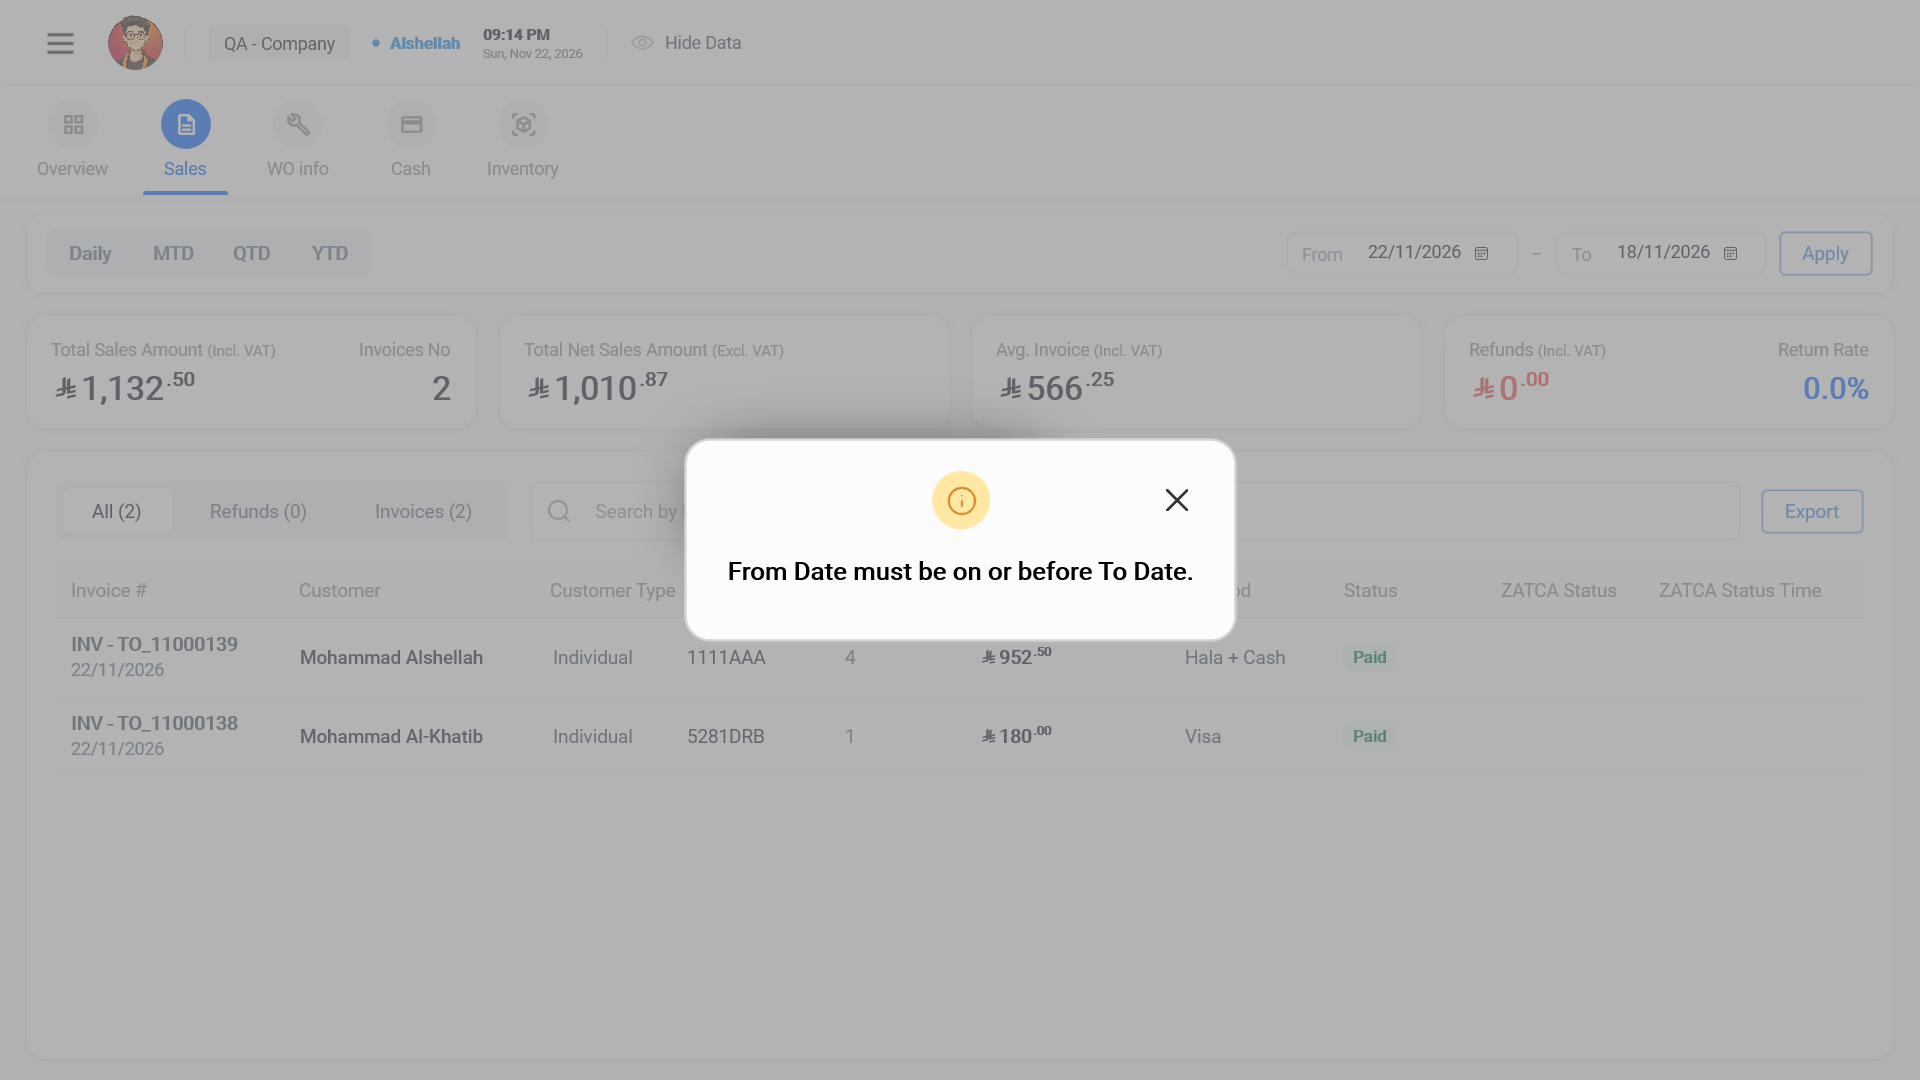 QA - Company
Alshellah
09:14 PM
Sun, Nov 22, 2026
Hide Data
Overview
Sales
WO info
Cash
Inventory
Daily MTD QTD YTD
From 22/11/2026 – To 18/11/2026 Apply
Total Sales Amount (Incl. VAT) Invoices No
1,132.50 2
Total Net Sales Amount (Excl. VAT)
1,010.87
Avg. Invoice (Incl. VAT)
566.25
Refunds (Incl. VAT) Return Rate
0.00 0.0%
From Date must be on or before To Date.
All (2) Refunds (0) Invoices (2) Search by Export
Invoice # Customer Customer Type Status ZATCA Status ZATCA Status Time
INV - TO_11000139
22/11/2026
Mohammad Alshellah Individual 1111AAA 4 952.50 Hala + Cash Paid
INV - TO_11000138
22/11/2026
Mohammad Al-Khatib Individual 5281DRB 1 180.00 Visa Paid